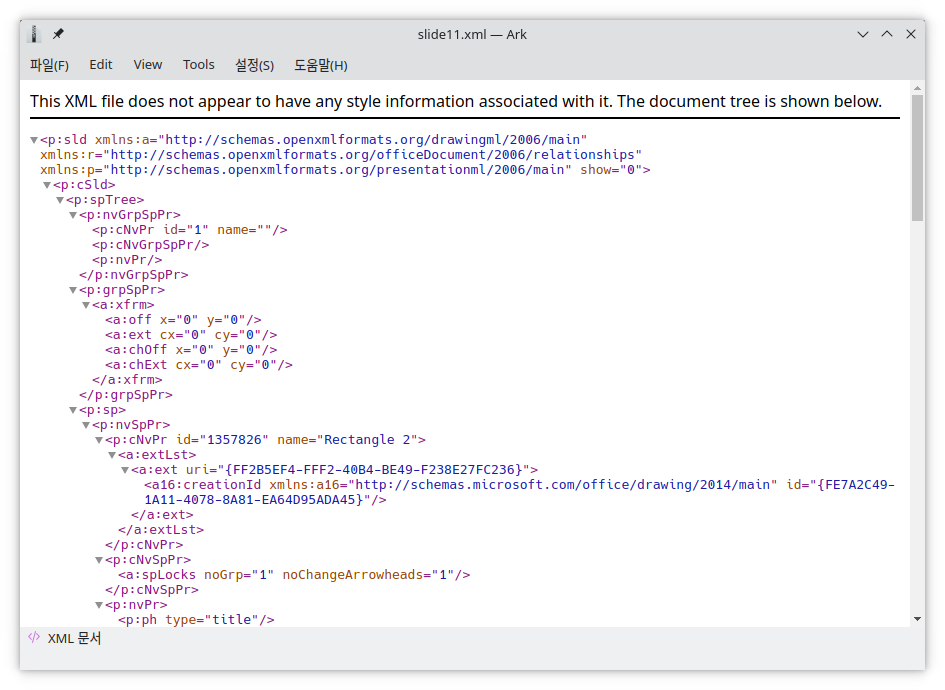 slide11.xml — Ark
파일(F) Edit View Tools 설정(S) 도움말(H)
This XML file does not appear to have any style information associated with it. The document tree is shown below.
<p:sld xmlns:a="http://schemas.openxmlformats.org/drawingml/2006/main"
xmlns:r="http://schemas.openxmlformats.org/officeDocument/2006/relationships"
xmlns:p="http://schemas.openxmlformats.org/presentationml/2006/main" show="0">
<p:cSld>
<p:spTree>
<p:nvGrpSpPr>
<p:cNvPr id="1" name=""/>
<p:cNvGrpSpPr/>
<p:nvPr/>
</p:nvGrpSpPr>
<p:grpSpPr>
<a:xfrm>
<a:off x="0" y="0"/>
<a:ext cx="0" cy="0"/>
<a:chOff x="0" y="0"/>
<a:chExt cx="0" cy="0"/>
</a:xfrm>
</p:grpSpPr>
<p:sp>
<p:nvSpPr>
<p:cNvPr id="1357826" name="Rectangle 2">
<a:extLst>
<a:ext uri="{FF2B5EF4-FFF2-40B4-BE49-F238E27FC236}">
<a16:creationId xmlns:a16="http://schemas.microsoft.com/office/drawing/2014/main" id="{FE7A2C49-
1A11-4078-8A81-EA64D95ADA45}"/>
</a:ext>
</a:extLst>
</p:cNvPr>
<p:cNvSpPr>
<a:spLocks noGrp="1" noChangeArrowheads="1"/>
</p:cNvSpPr>
<p:nvPr>
<p:ph type="title"/>
XML 문서